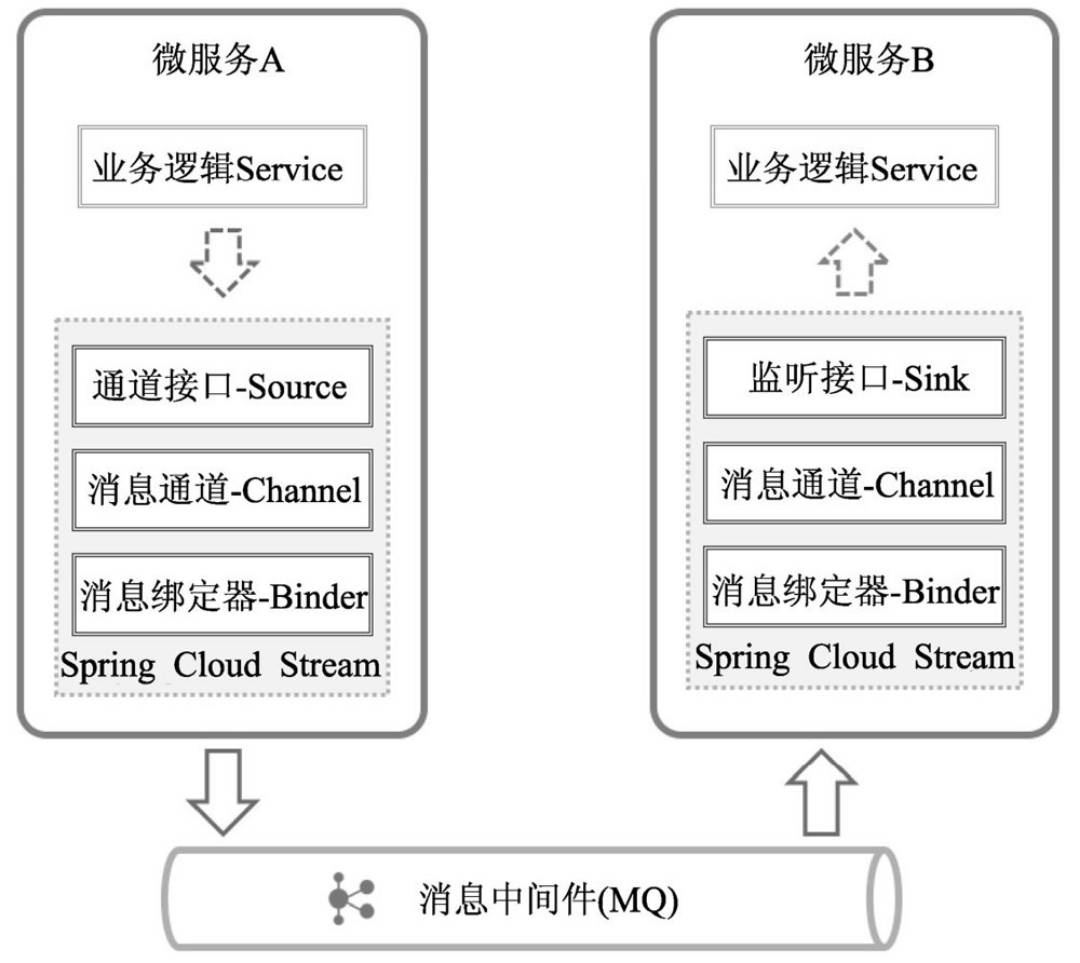 微服务A
业务逻辑Service
通道接口-Source
消息通道-Channel
消息绑定器-Binder
Spring Cloud Stream
微服务B
业务逻辑Service
监听接口-Sink
消息通道-Channel
消息绑定器-Binder
Spring Cloud Stream
消息中间件(MQ)